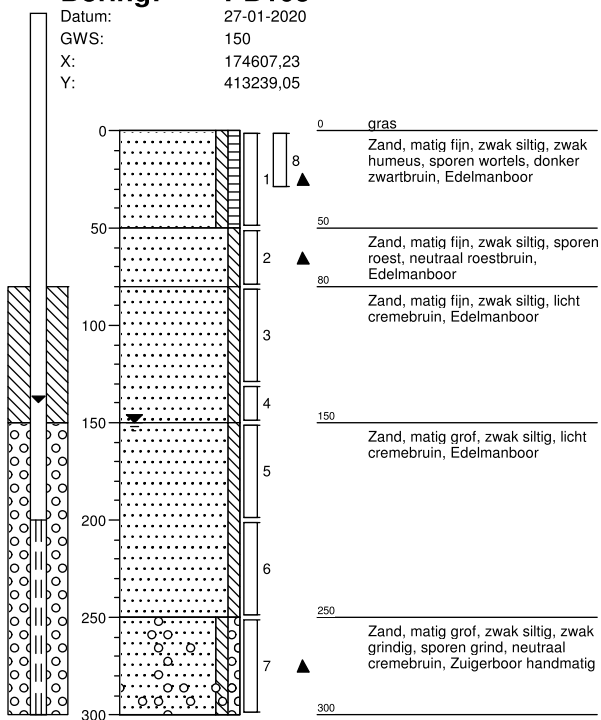 Datum: 27-01-2020
GWS: 150
X: 174607,23
Y: 413239,05
0 gras
0
Zand, matig fijn, zwak siltig, zwak
8
humeus, sporen wortels, donker
1
zwartbruin, Edelmanboor
50
50
Zand, matig fijn, zwak siltig, sporen
2
roest, neutraal roestbruin,
Edelmanboor
80
Zand, matig fijn, zwak siltig, licht
cremebruin, Edelmanboor
100
3
4
150
150
Zand, matig grof, zwak siltig, licht
cremebruin, Edelmanboor
5
200
6
250
250
Zand, matig grof, zwak siltig, zwak
grindig, sporen grind, neutraal
cremebruin, Zuigerboor handmatig
7
300
300